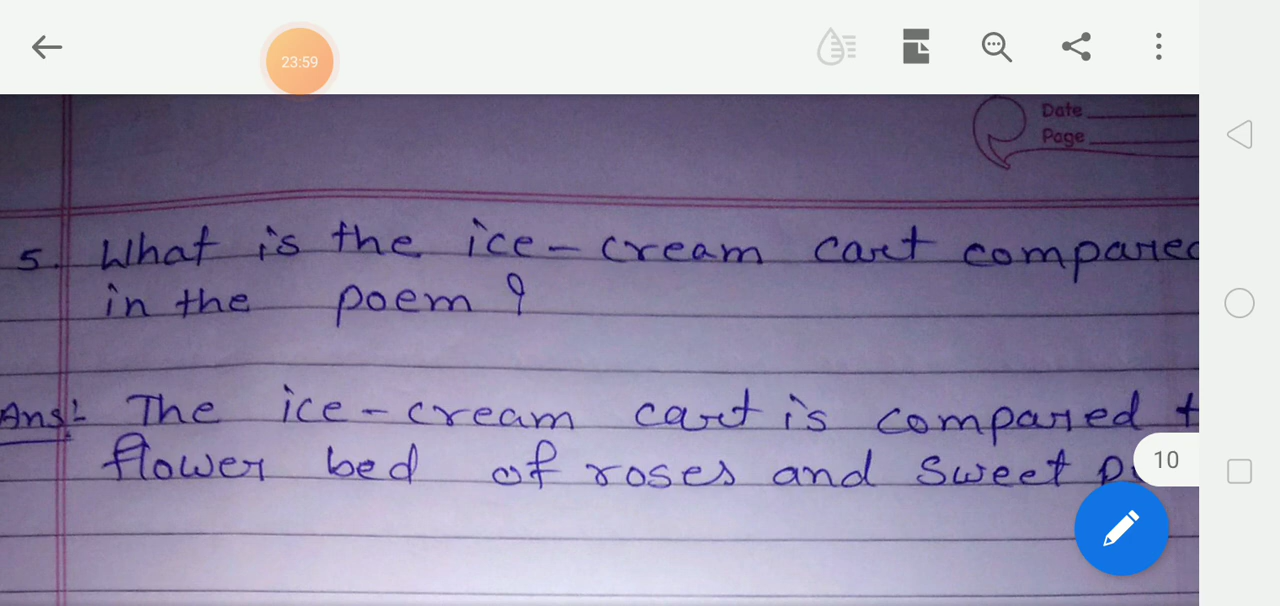 23:59
Date
Page
5. What is the ice-cream cart compared
in the poem?
Ans:- The ice-cream cart is compared t
flower bed of roses and sweet
10